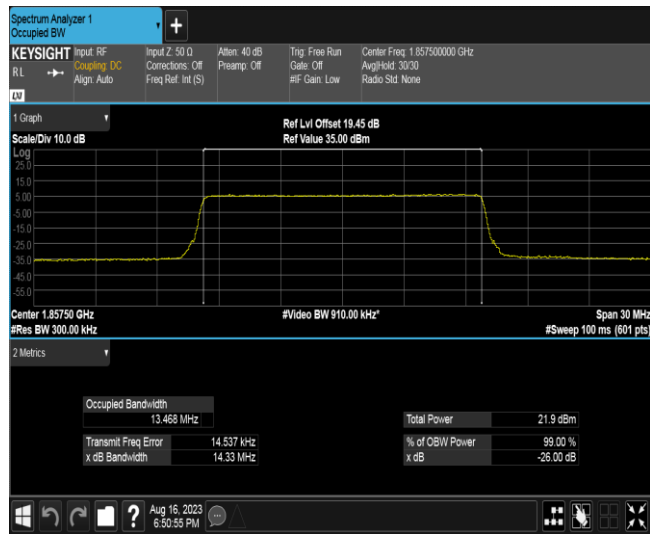 Spectrum Analyzer 1
Occupied BW
+
KEYSIGHT
RL
LXI
Input: RF
Coupling: DC
Align: Auto
Input Z: 50 Ω
Corrections: Off
Freq Ref: Int (S)
Atten: 40 dB
Preamp: Off
Trig: Free Run
Gate: Off
#IF Gain: Low
Center Freq: 1.857500000 GHz
Avg|Hold: 30/30
Radio Std: None
1 Graph
Scale/Div 10.0 dB
Ref Lvl Offset 19.45 dB
Ref Value 35.00 dBm
Log
25.0
15.0
5.00
-5.00
-15.0
-25.0
-35.0
-45.0
-55.0
Center 1.85750 GHz
#Res BW 300.00 kHz
#Video BW 910.00 kHz*
Span 30 MHz
#Sweep 100 ms (601 pts)
2 Metrics
Occupied Bandwidth
13.468 MHz
Transmit Freq Error 14.537 kHz
x dB Bandwidth 14.33 MHz
Total Power 21.9 dBm
% of OBW Power 99.00 %
x dB -26.00 dB
?
Aug 16, 2023
6:50:55 PM